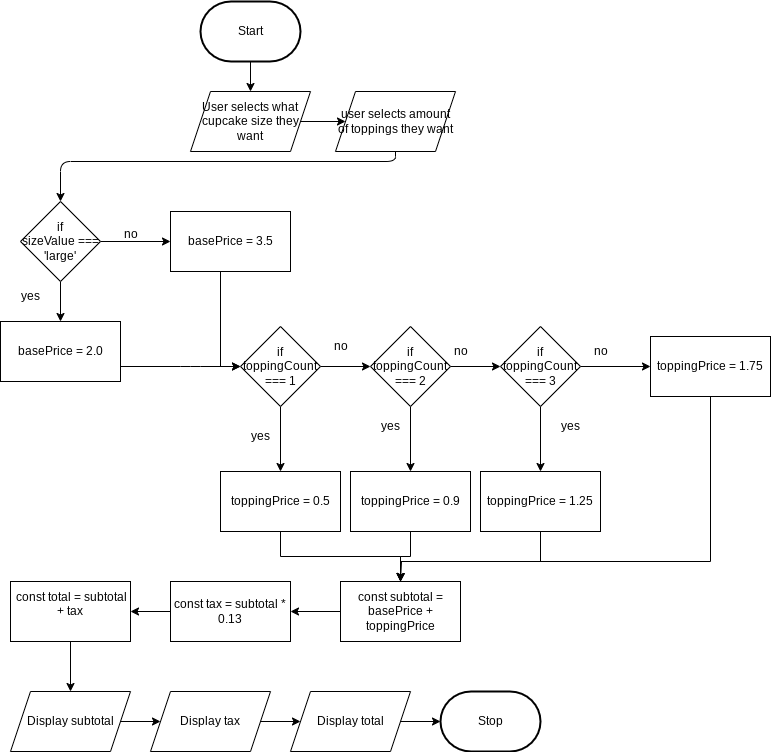 Start
User selects what
cupcake size they
want
user selects amount
of toppings they want
if
sizeValue ===
'large'
no
basePrice = 3.5
yes
basePrice = 2.0
if
toppingCount
=== 1
no
if
toppingCount
=== 2
no
if
toppingCount
=== 3
no
toppingPrice = 1.75
yes
yes
yes
toppingPrice = 0.5
toppingPrice = 0.9
toppingPrice = 1.25
const total = subtotal
+ tax
const tax = subtotal *
0.13
const subtotal =
basePrice +
toppingPrice
Display subtotal
Display tax
Display total
Stop